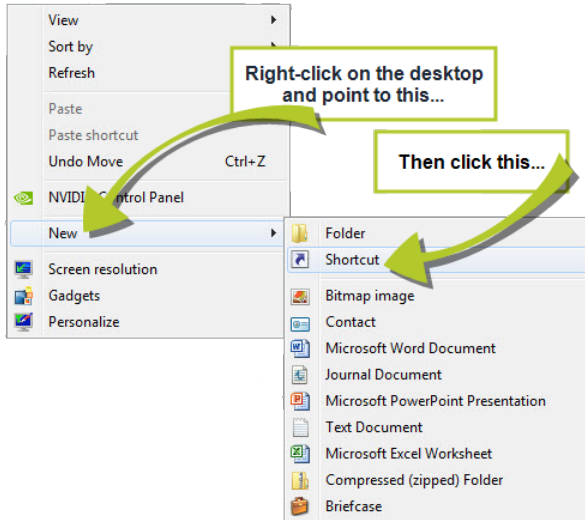 View
Sort by
Refresh
Right-click on the desktop
and point to this...
Paste
Paste shortcut
Undo Move Ctrl+Z
Then click this...
Control Panel
New
Folder
Shortcut
Screen resolution
Gadgets
Personalize
Bitmap image
Contact
Microsoft Word Document
Journal Document
Microsoft PowerPoint Presentation
Text Document
Microsoft Excel Worksheet
Compressed (zipped) Folder
Briefcase